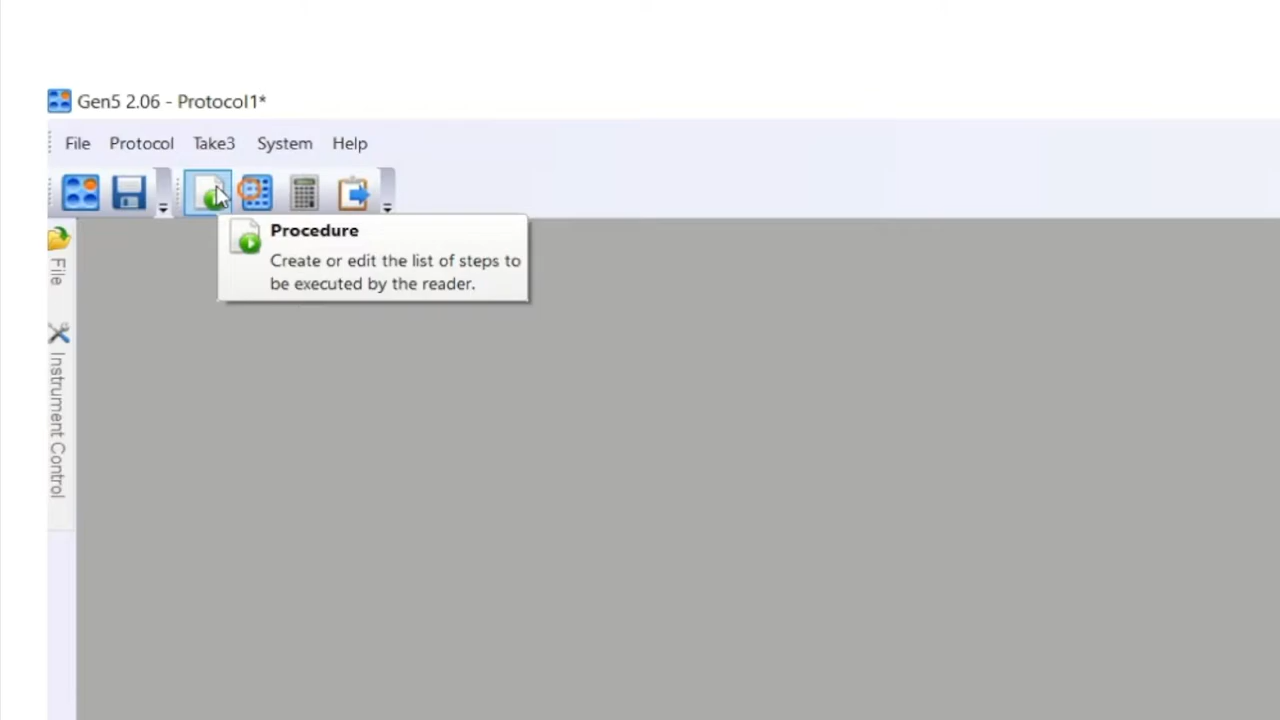 Gen5 2.06 - Protocol1*
File Protocol Take3 System Help
Procedure
Create or edit the list of steps to
be executed by the reader.
File
Instrument Control